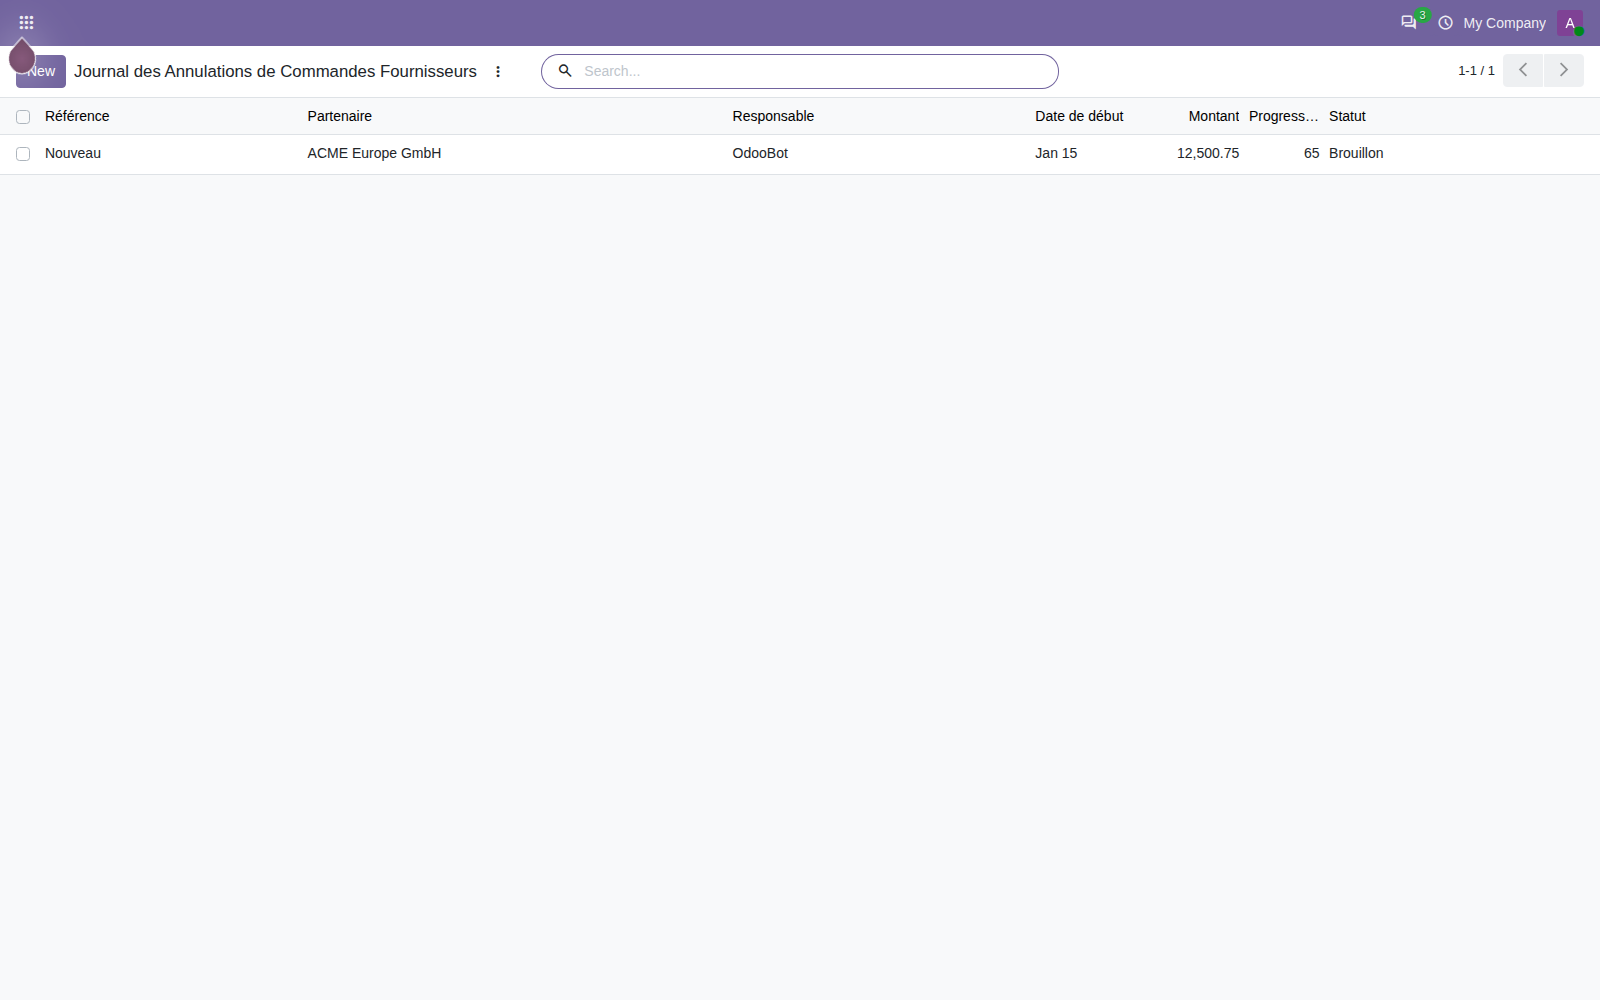 3 My Company A
New Journal des Annulations de Commandes Fournisseurs Search... 1-1 / 1
Référence Partenaire Responsable Date de début Montant Progress... Statut
Nouveau ACME Europe GmbH OdooBot Jan 15 12,500.75 65 Brouillon